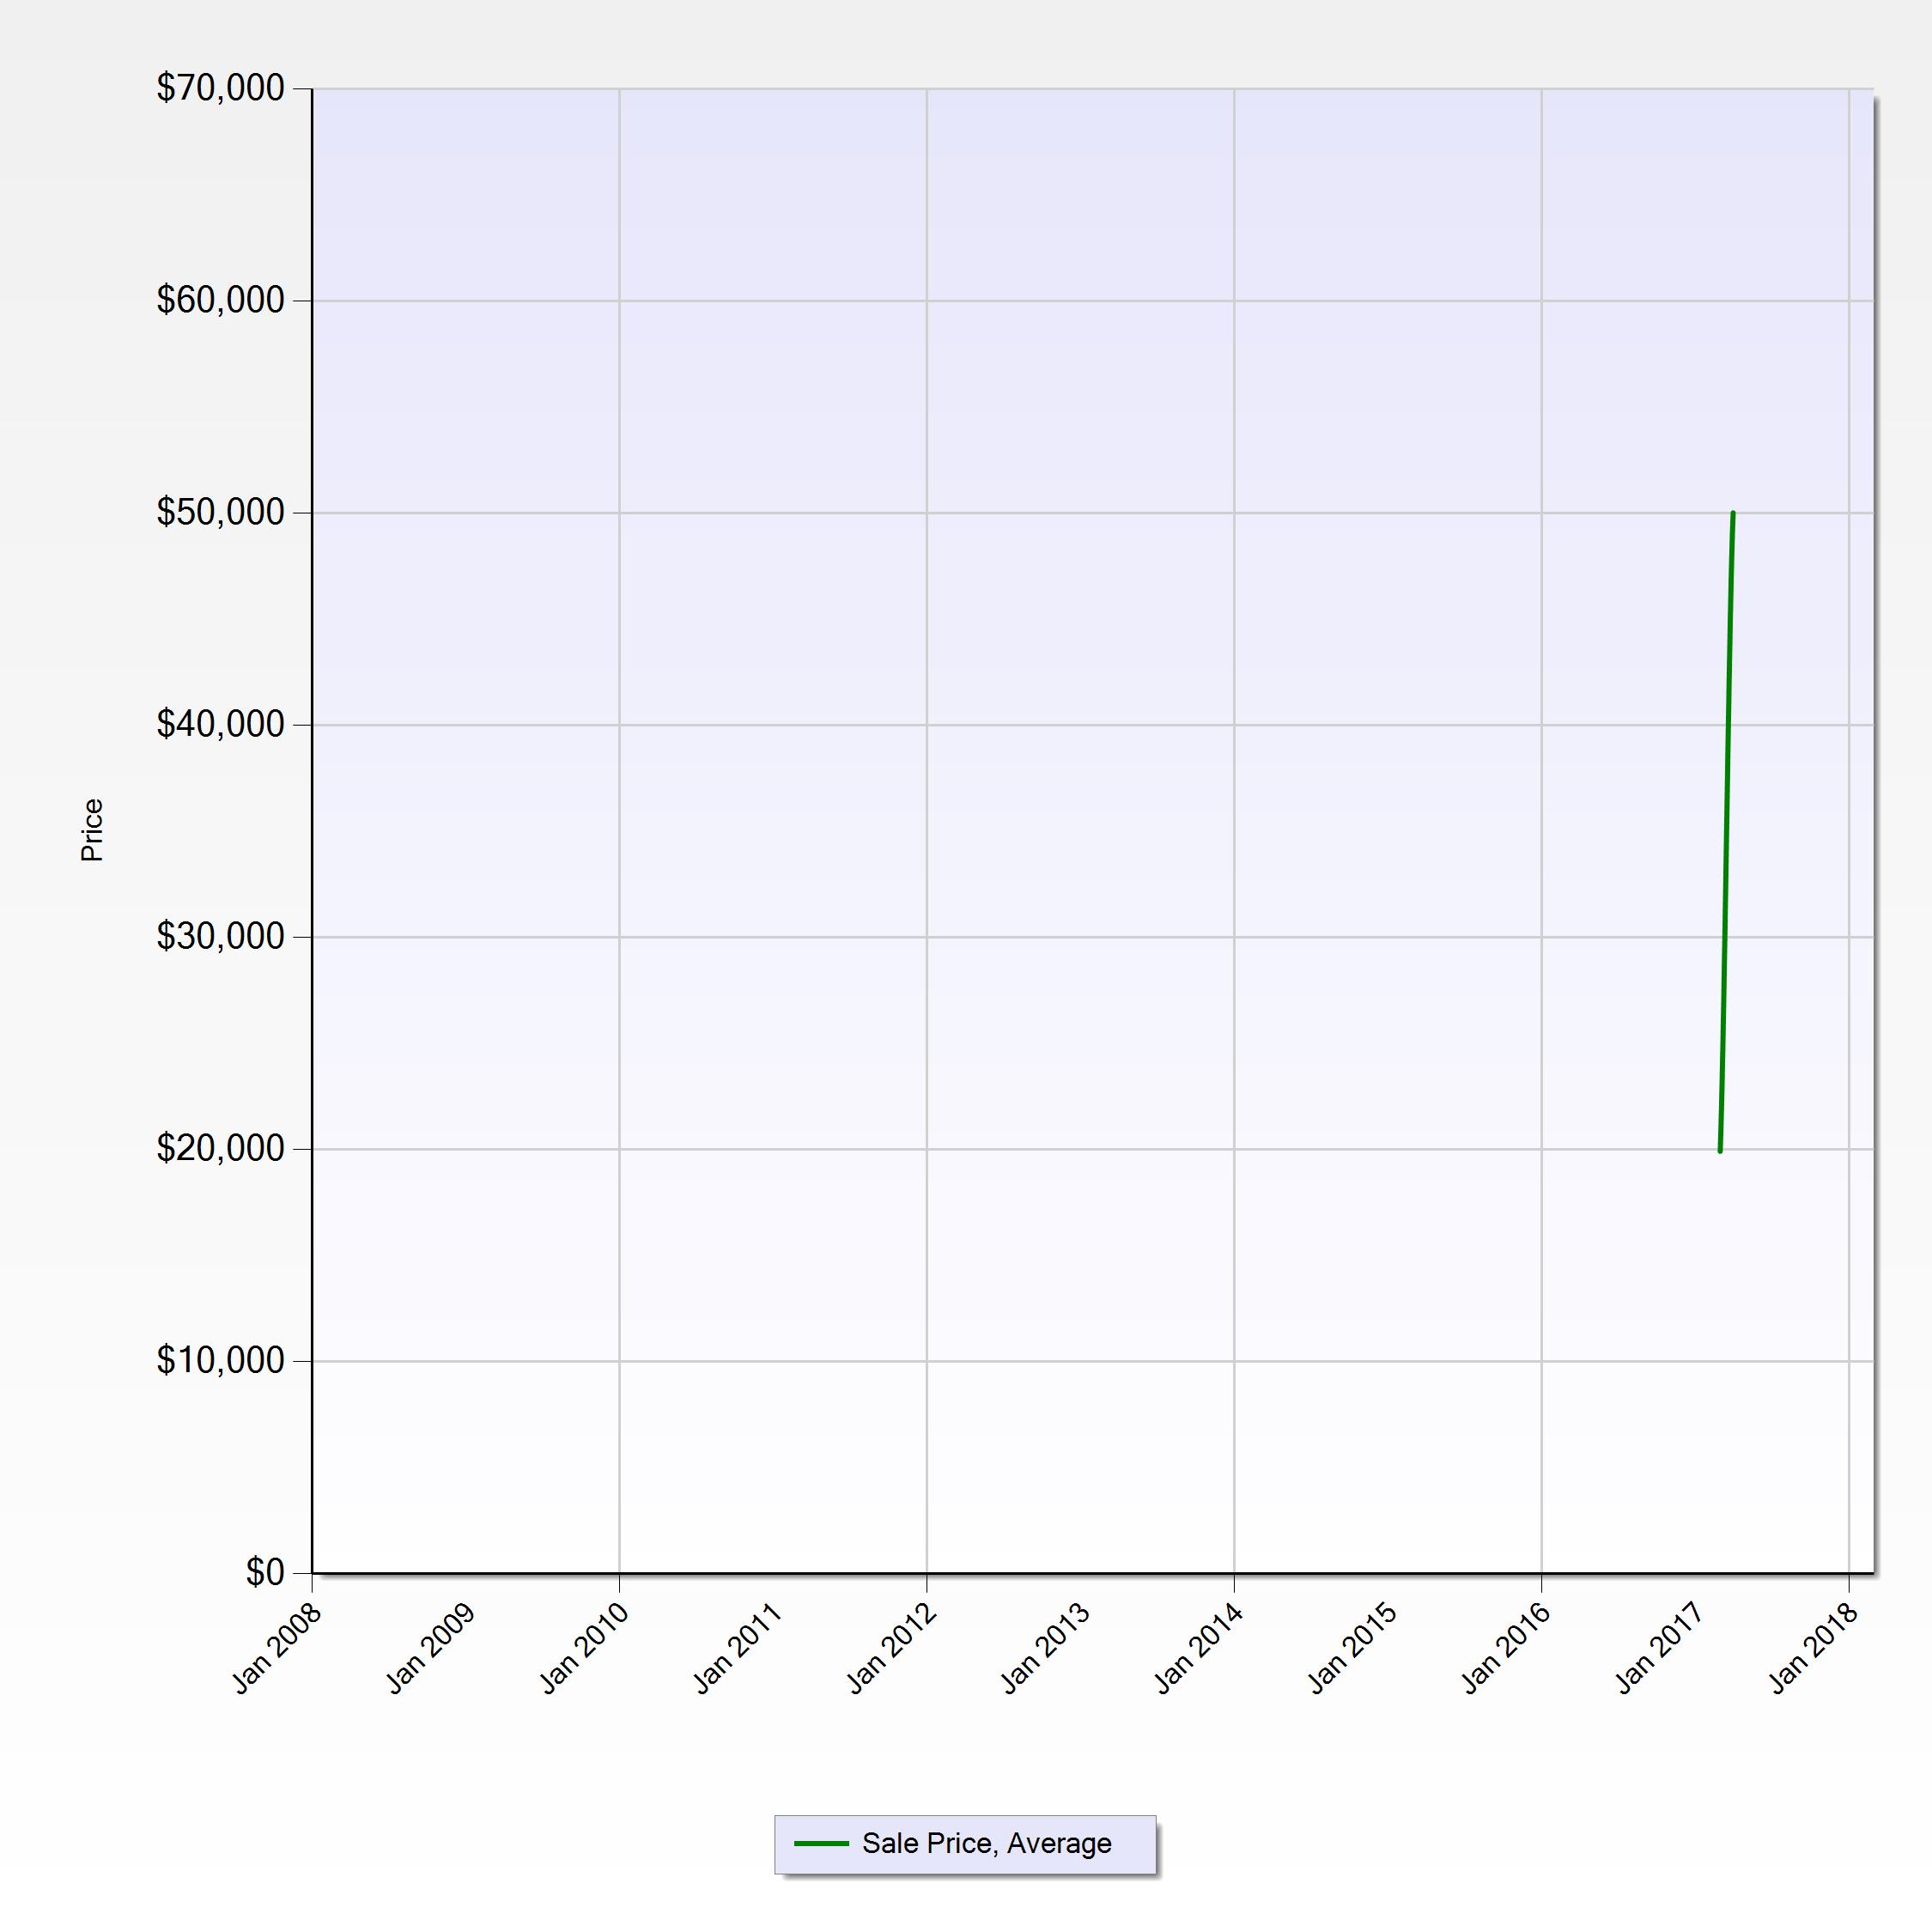 $70,000
$60,000
$50,000
$40,000
$30,000
$20,000
$10,000
$0
Price
Jan 2008
Jan 2009
Jan 2010
Jan 2011
Jan 2012
Jan 2013
Jan 2014
Jan 2015
Jan 2016
Jan 2017
Jan 2018
Sale Price, Average